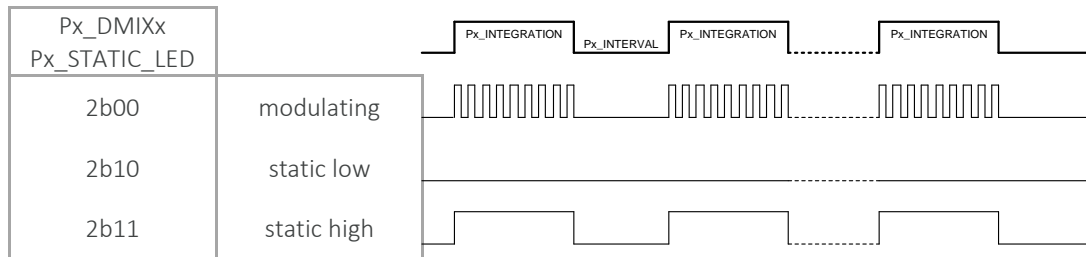 Px_DMIXx
Px_STATIC_LED
Px_INTEGRATION
Px_INTERVAL
Px_INTEGRATION
Px_INTEGRATION
2b00 modulating
2b10 static low
2b11 static high